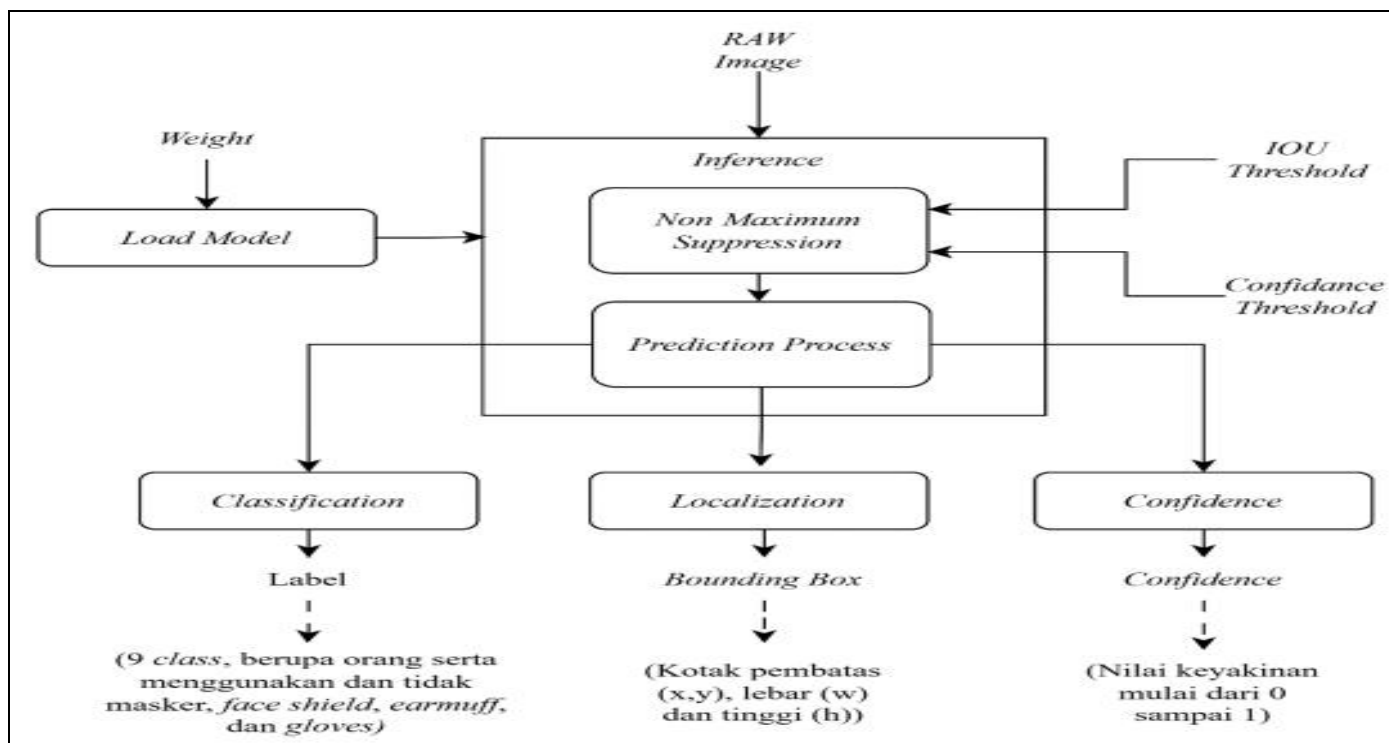 RAW
Image
Weight
Inference
IOU
Threshold
Load Model
Non Maximum
Suppression
Confidance
Threshold
Prediction Process
Classification
Localization
Confidence
Label
Bounding Box
Confidence
(9 class, berupa orang serta
menggunakan dan tidak
masker, face shield, earmuff,
dan gloves)
(Kotak pembatas
(x,y), lebar (w)
dan tinggi (h))
(Nilai keyakinan
mulai dari 0
sampai 1)